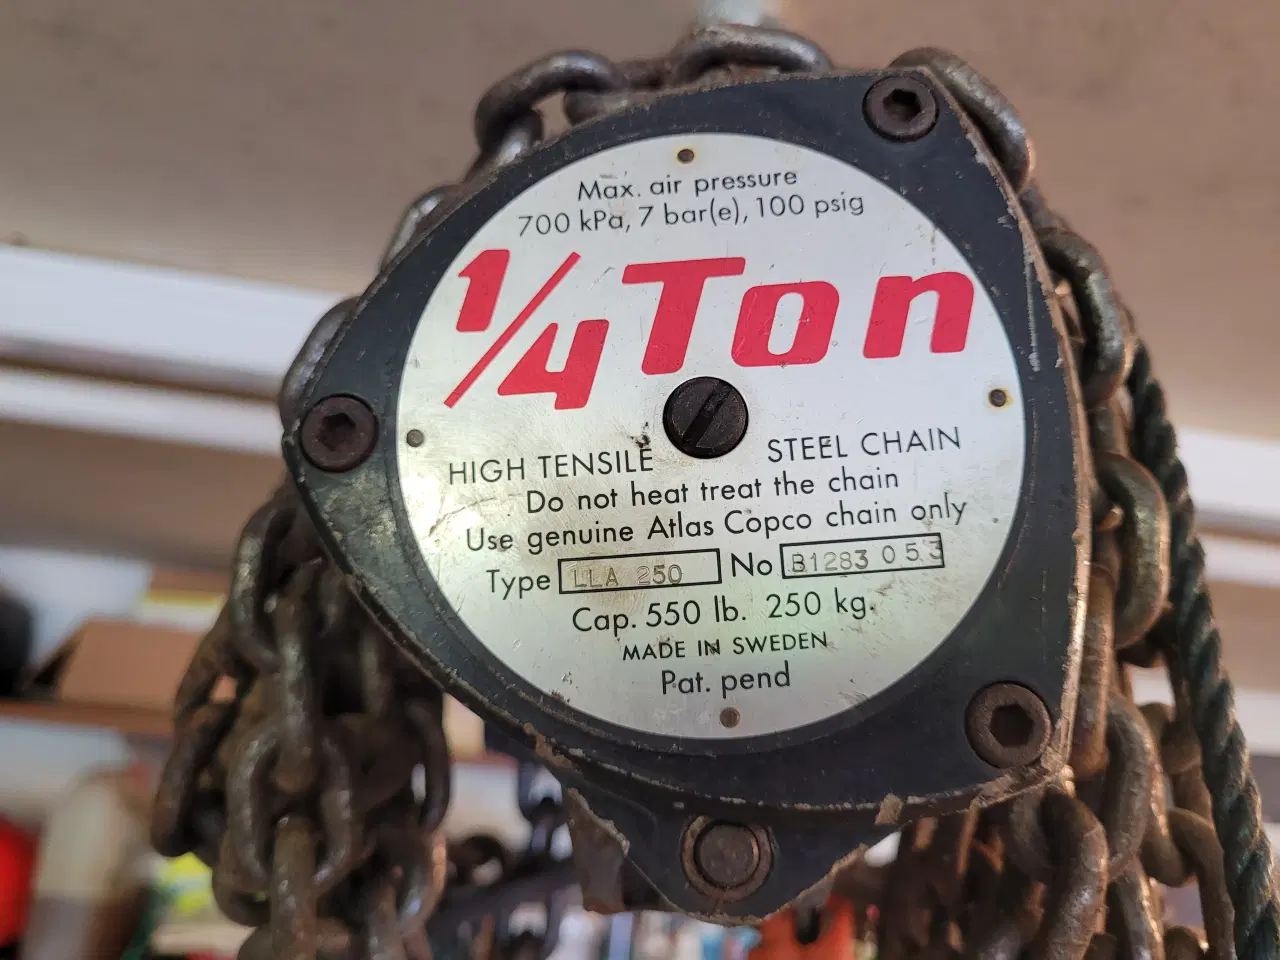 Max. air pressure
700 kPa, 7 bar(e), 100 psig
1/4 Ton
HIGH TENSILE STEEL CHAIN
Do not heat treat the chain
Use genuine Atlas Copco chain only
Type LLA 250 No B1283 053
Cap. 550 lb. 250 kg.
MADE IN SWEDEN
Pat. pend